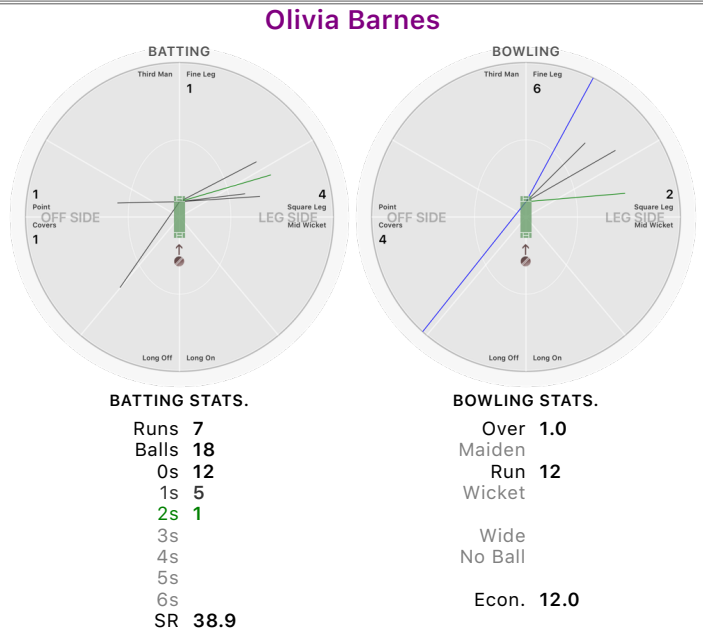 Olivia Barnes
BATTING
Third Man Fine Leg
1
1
Point
OFF SIDE
Covers
1
4
Square Leg
LEG SIDE
Mid Wicket
Long Off Long On
BOWLING
Third Man Fine Leg
6
Point
OFF SIDE
Covers
4
2
Square Leg
LEG SIDE
Mid Wicket
Long Off Long On
BATTING STATS.
Runs 7
Balls 18
0s 12
1s 5
2s 1
3s
4s
5s
6s
SR 38.9
BOWLING STATS.
Over 1.0
Maiden
Run 12
Wicket
Wide
No Ball
Econ. 12.0